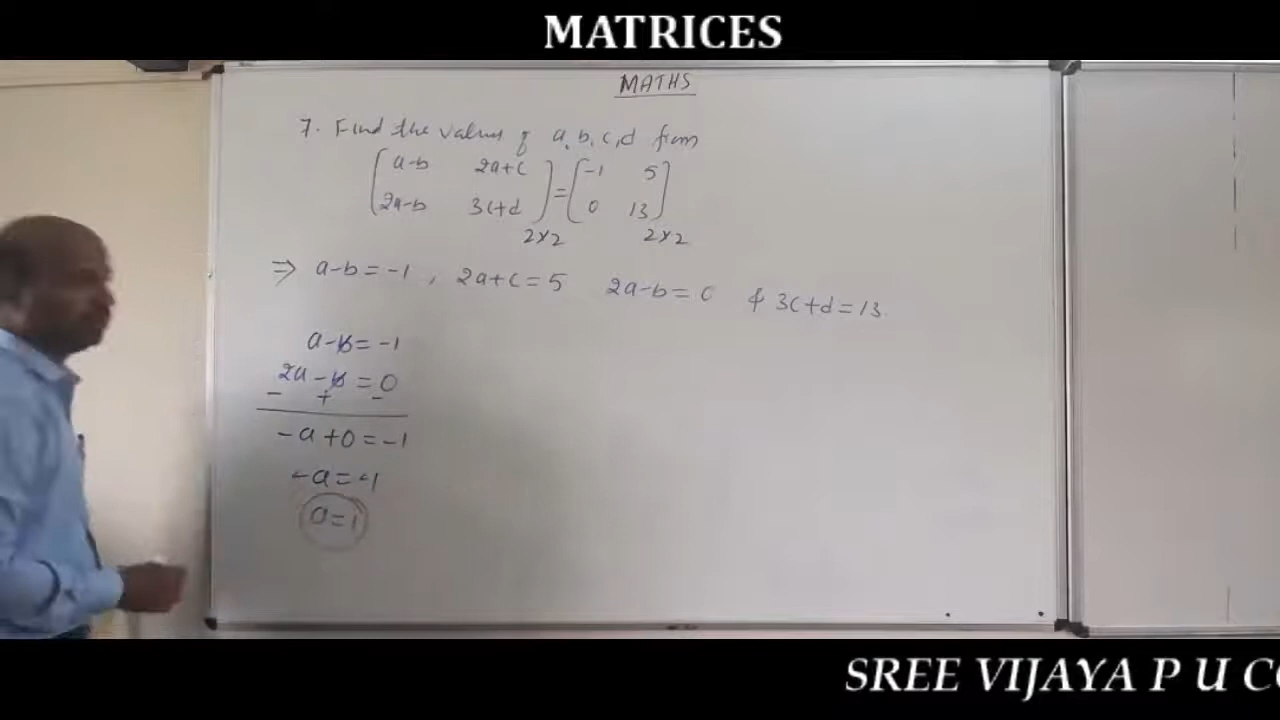 MATRICES
MATHS
7. Find the values of a, b, c, d from
[a-b 2a+c] = [-1 5]
[2a-b 3c+d] [0 13]
2×2 2×2
⇒ a-b = -1, 2a+c = 5 2a-b = 0 & 3c+d = 13.
a-b = -1
2a-b = 0
- + -
-a+0 = -1
-a = -1
a = 1
SREE VIJAYA P U CO